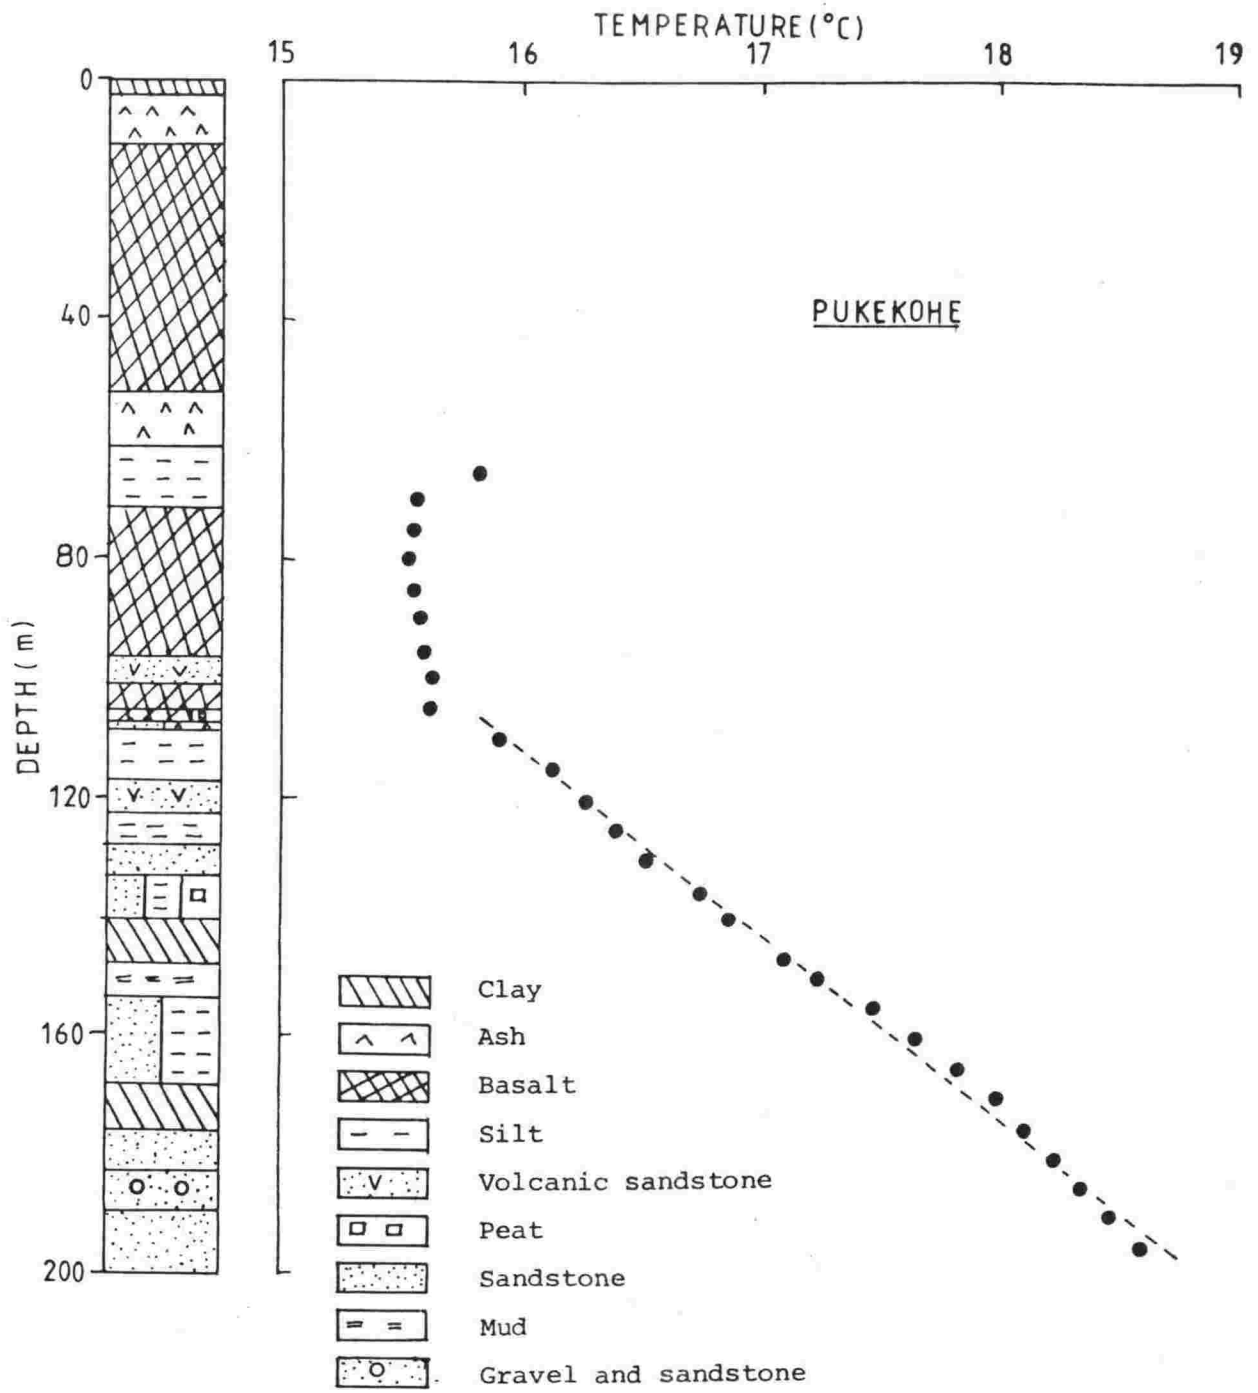 TEMPERATURE (°C)
15 16 17 18 19
0
40
80
120
160
200
DEPTH (m)
PUKEKOHE
Clay
Ash
Basalt
Silt
Volcanic sandstone
Peat
Sandstone
Mud
Gravel and sandstone